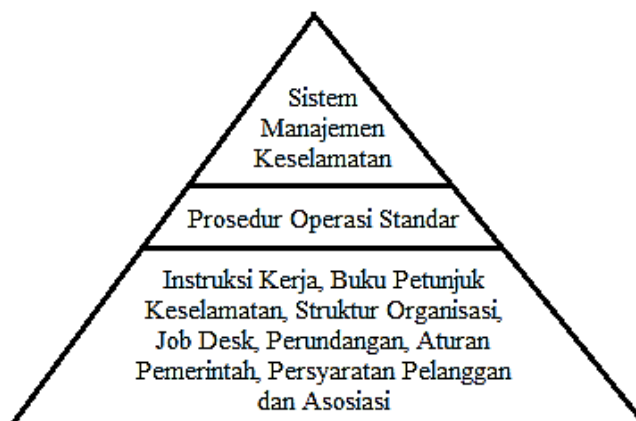 Sistem
Manajemen
Keselamatan
Prosedur Operasi Standar
Instruksi Kerja, Buku Petunjuk
Keselamatan, Struktur Organisasi,
Job Desk, Perundangan, Aturan
Pemerintah, Persyaratan Pelanggan
dan Asosiasi